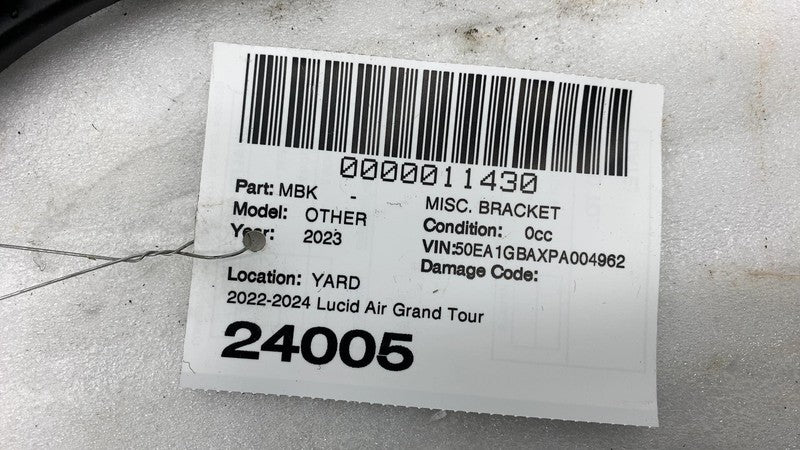 0000011430
Part: MBK - MISC. BRACKET
Model: OTHER Condition: 0cc
Year: 2023 VIN:50EA1GBAXPA004962
Damage Code:
Location: YARD
2022-2024 Lucid Air Grand Tour
24005